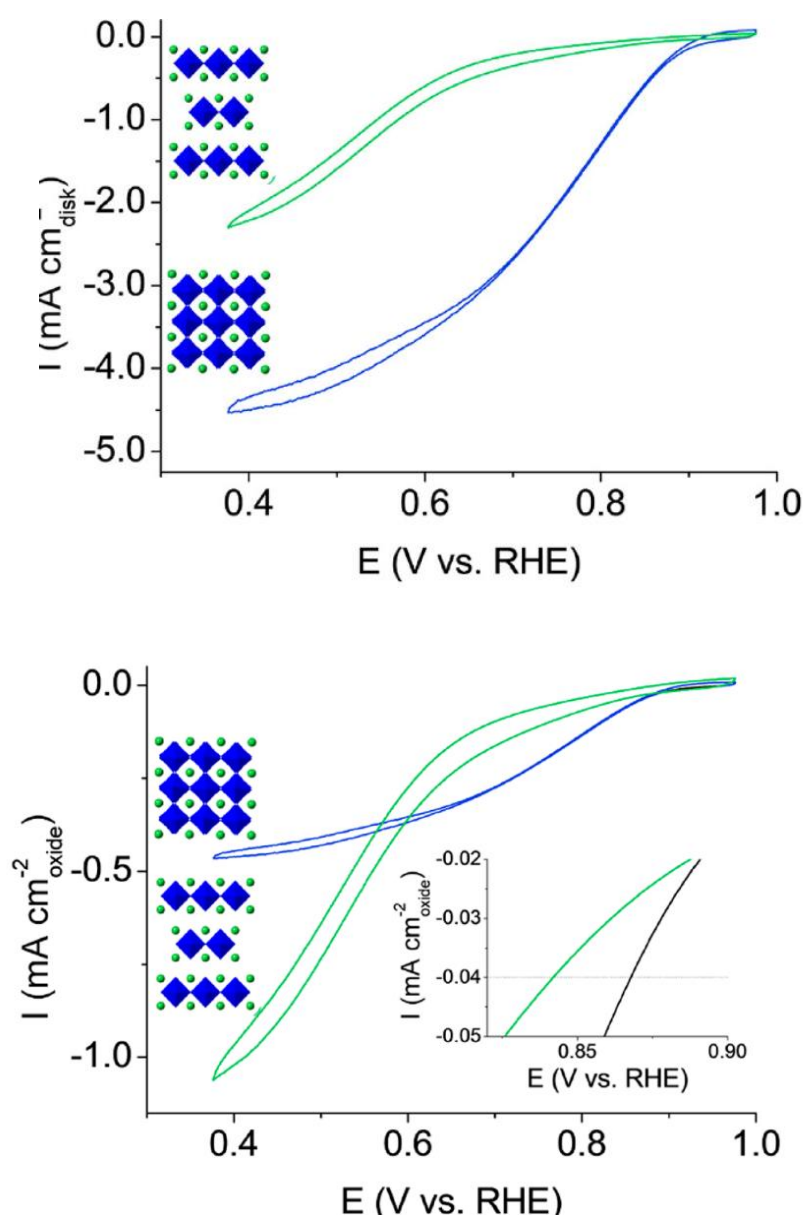 0.0
-1.0
-2.0
-3.0
-4.0
-5.0
I (mA cm⁻disk)
0.4 0.6 0.8 1.0
E (V vs. RHE)
0.0
-0.5
-1.0
I (mA cm⁻²oxide)
-0.02
-0.03
-0.04
-0.05
I (mA cm⁻²oxide)
0.85 0.90
E (V vs. RHE)
0.4 0.6 0.8 1.0
E (V vs. RHE)